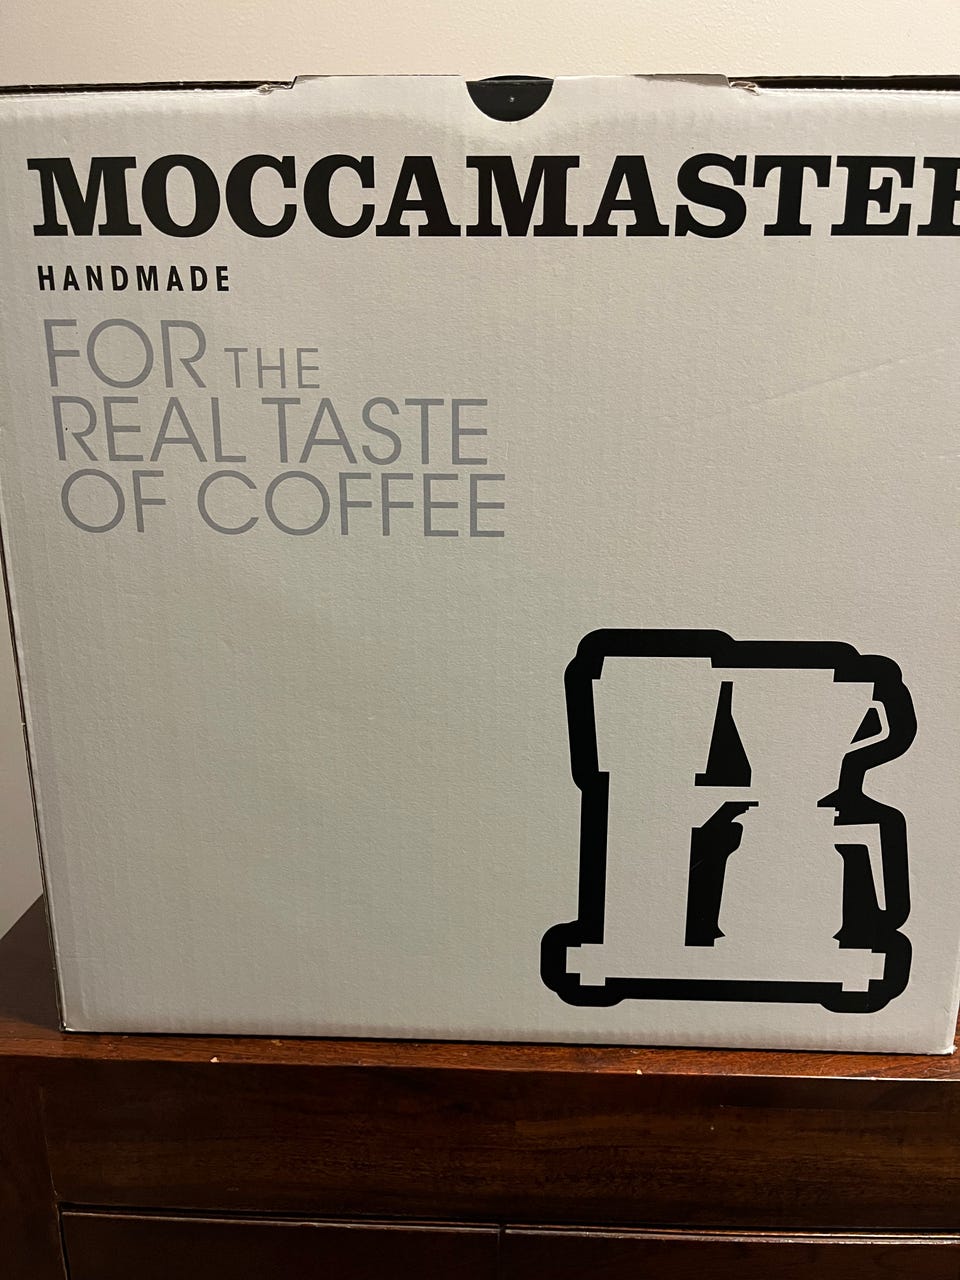 MOCCAMASTER
HANDMADE
FOR THE
REAL TASTE
OF COFFEE